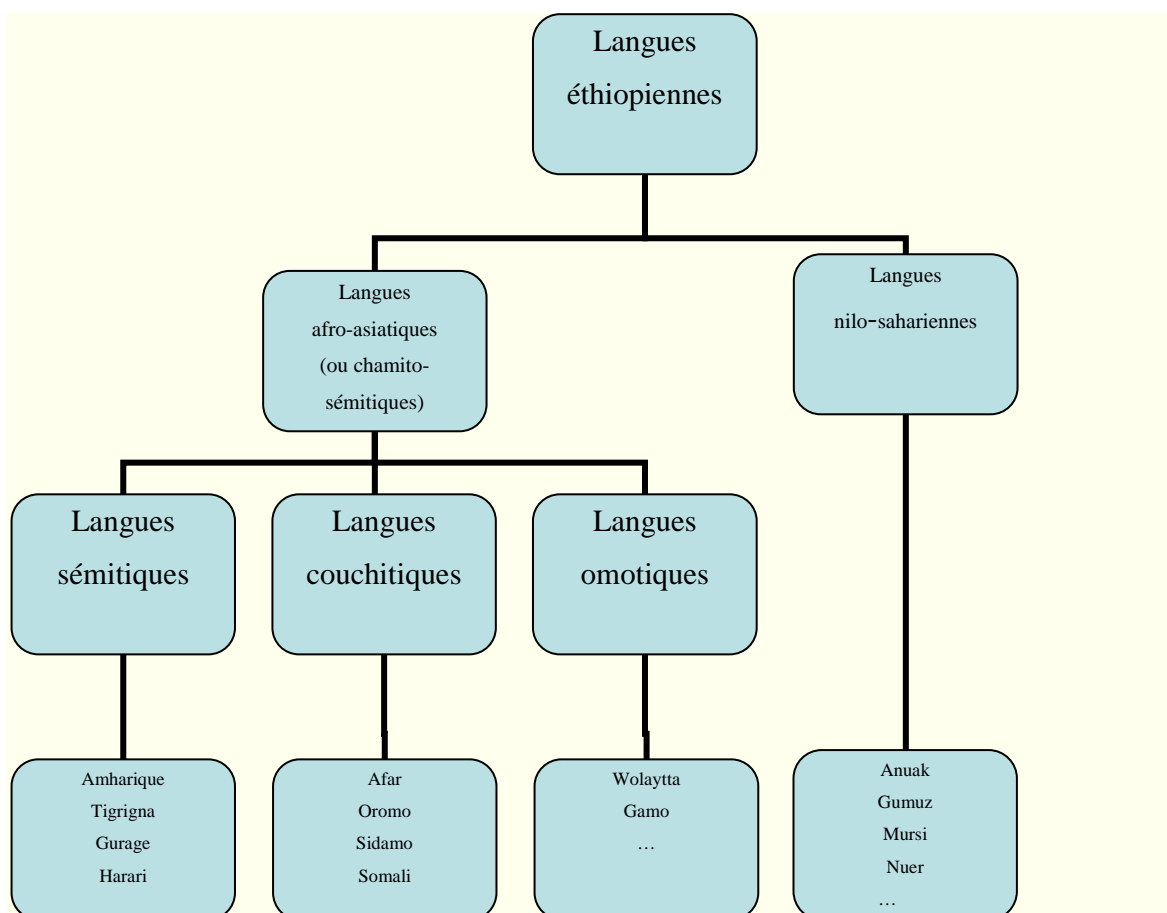 Langues
éthiopiennes
Langues
afro-asiatiques
(ou chamito-
sémitiques)
Langues
nilo-sahariennes
Langues
sémitiques
Langues
couchitiques
Langues
omotiques
Amharique
Tigrigna
Gurage
Harari
Afar
Oromo
Sidamo
Somali
Wolaytta
Gamo
…
Anuak
Gumuz
Mursi
Nuer
…